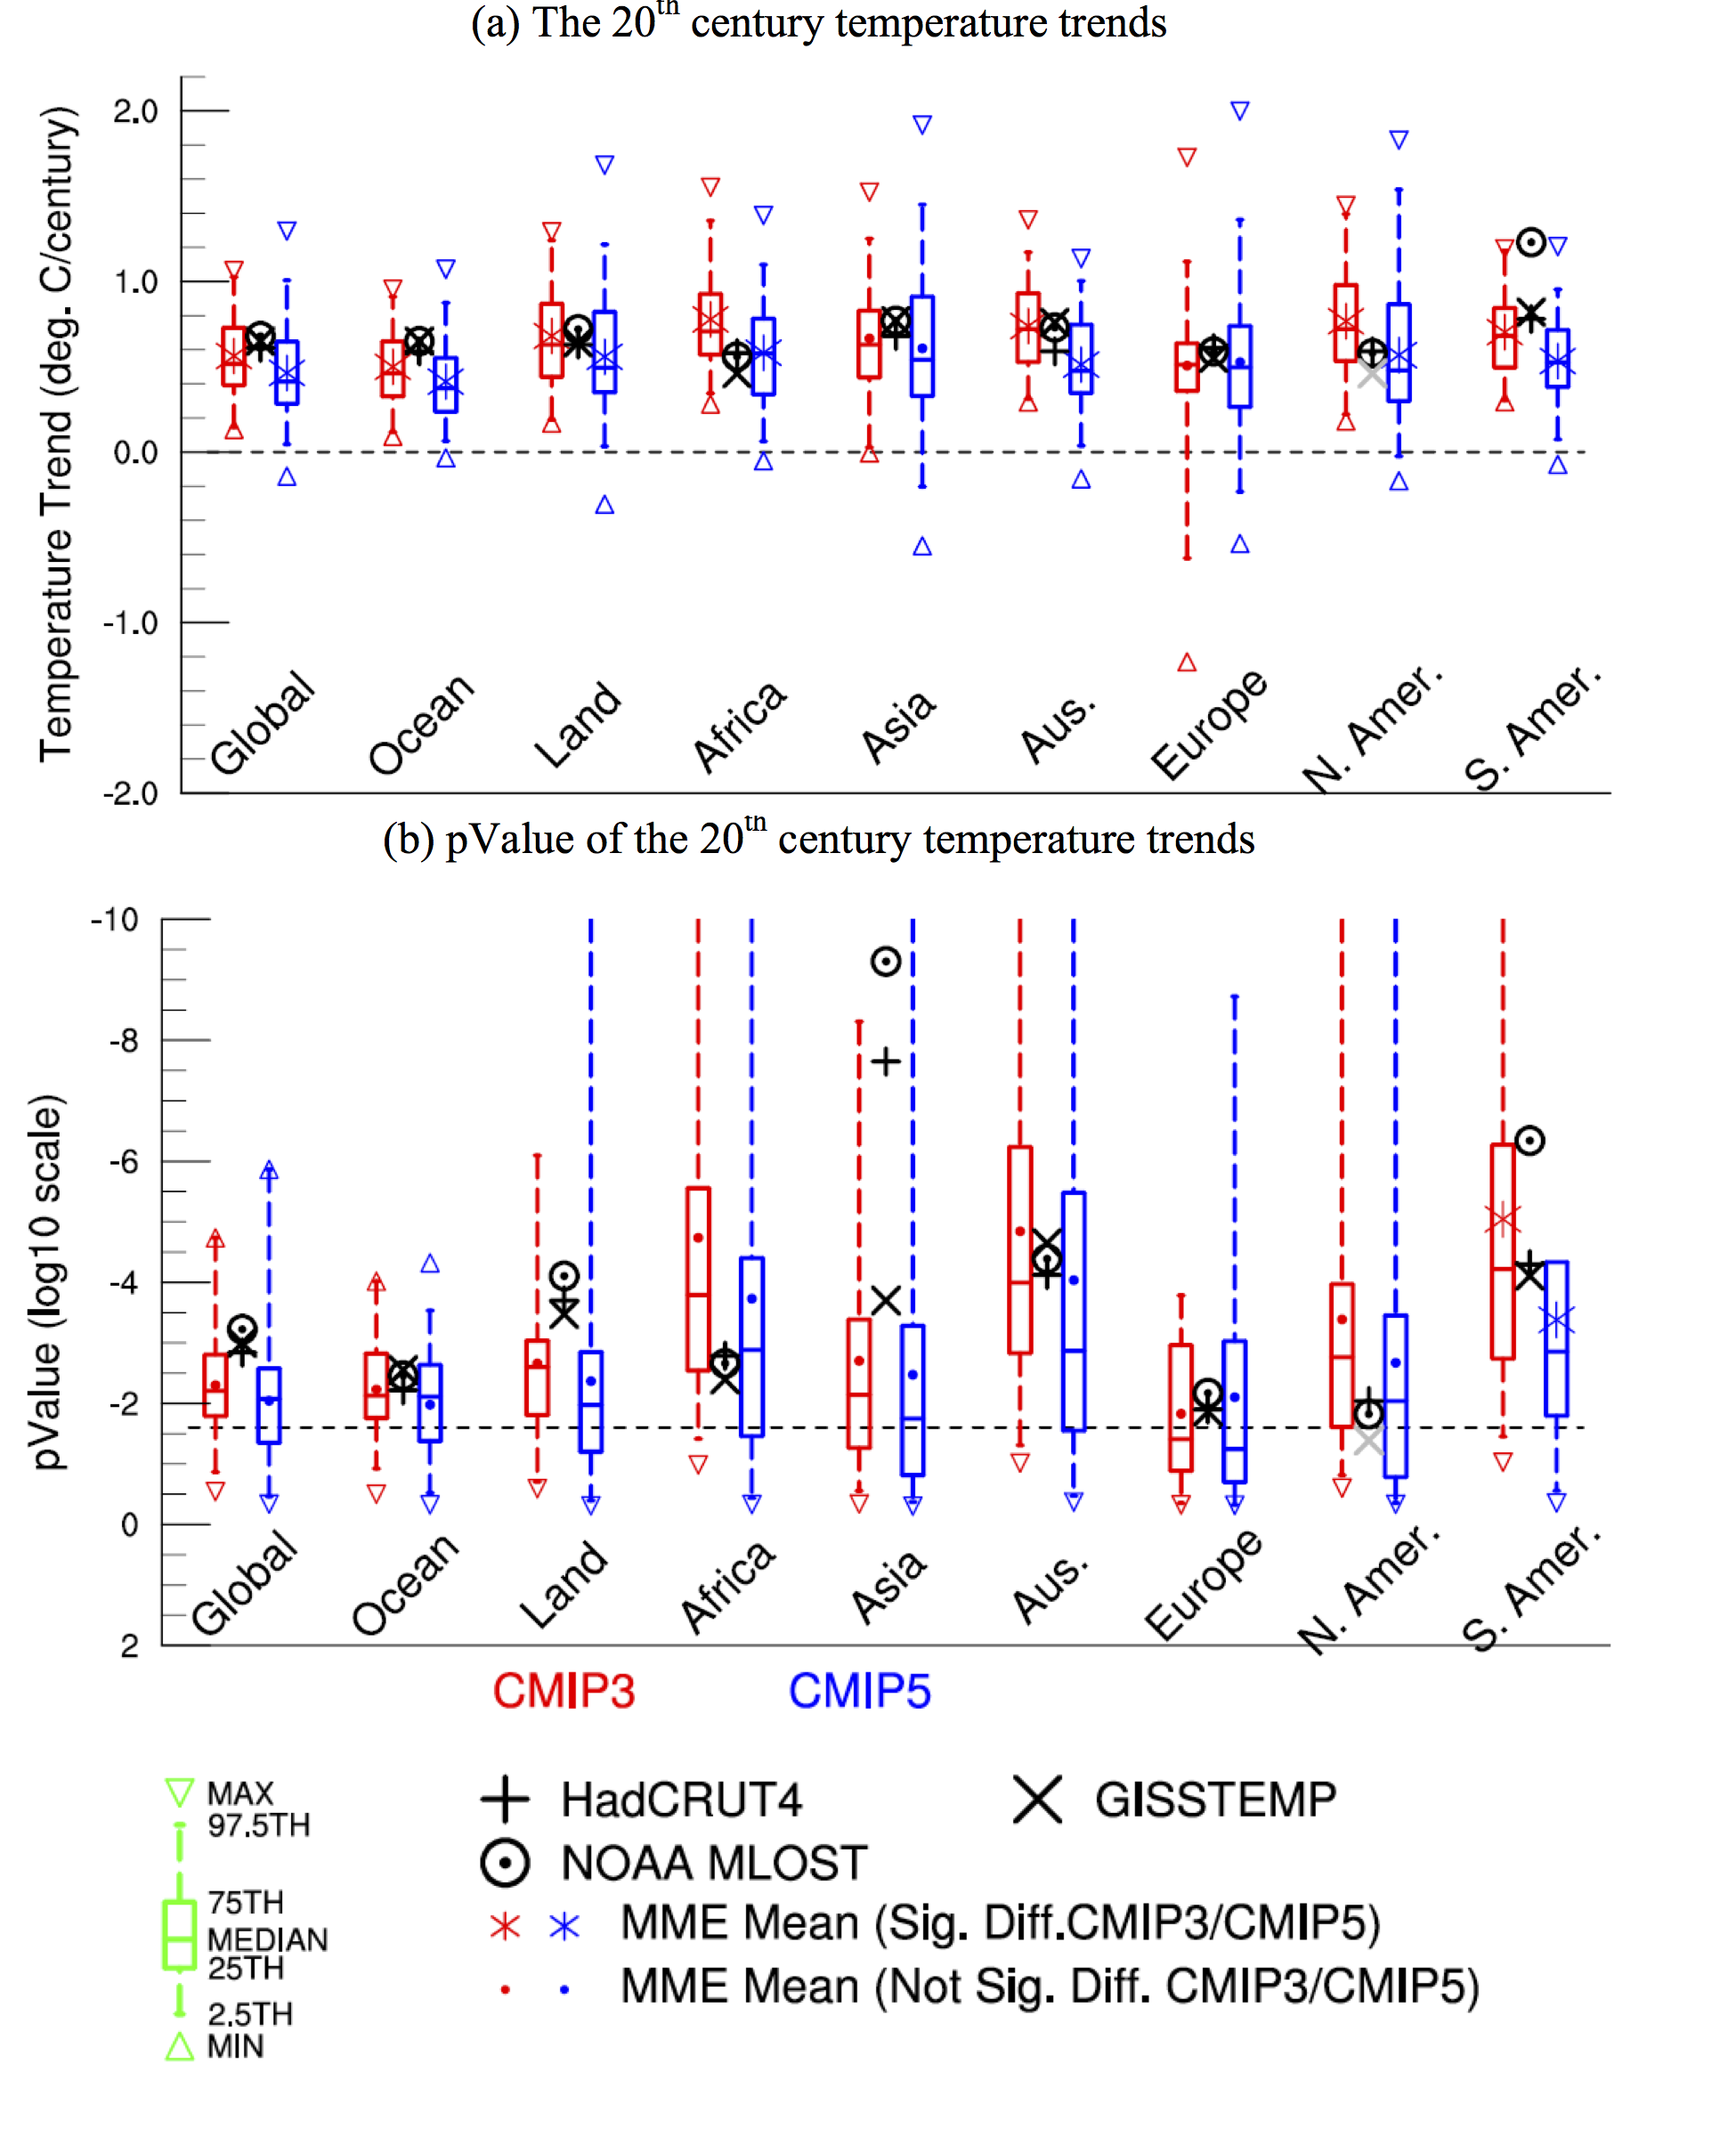 (a) The 20th century temperature trends
Temperature Trend (deg. C/century)
2.0
1.0
0.0
-1.0
-2.0
Global
Ocean
Land
Africa
Asia
Aus.
Europe
N. Amer.
S. Amer.
(b) pValue of the 20th century temperature trends
pValue (log10 scale)
-10
-8
-6
-4
-2
0
2
Global
Ocean
Land
Africa
Asia
Aus.
Europe
N. Amer.
S. Amer.
CMIP3 CMIP5
MAX
97.5TH
75TH
MEDIAN
25TH
2.5TH
MIN
HadCRUT4 GISSTEMP
NOAA MLOST
MME Mean (Sig. Diff.CMIP3/CMIP5)
MME Mean (Not Sig. Diff. CMIP3/CMIP5)